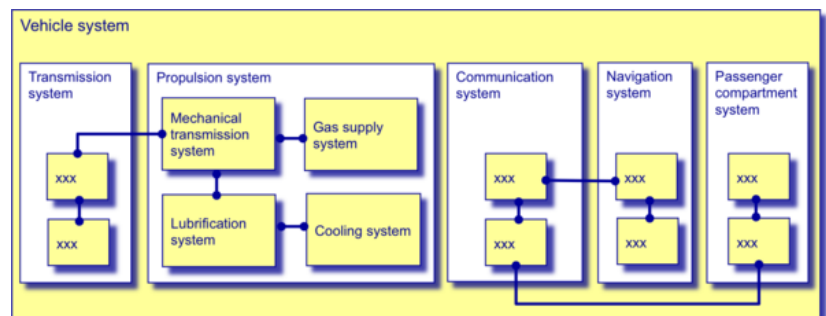 Vehicle system
Transmission
system
Propulsion system
Mechanical
transmission
system
Gas supply
system
Lubrification
system
Cooling system
xxx
xxx
Communication
system
xxx
xxx
Navigation
system
xxx
xxx
Passenger
compartment
system
xxx
xxx